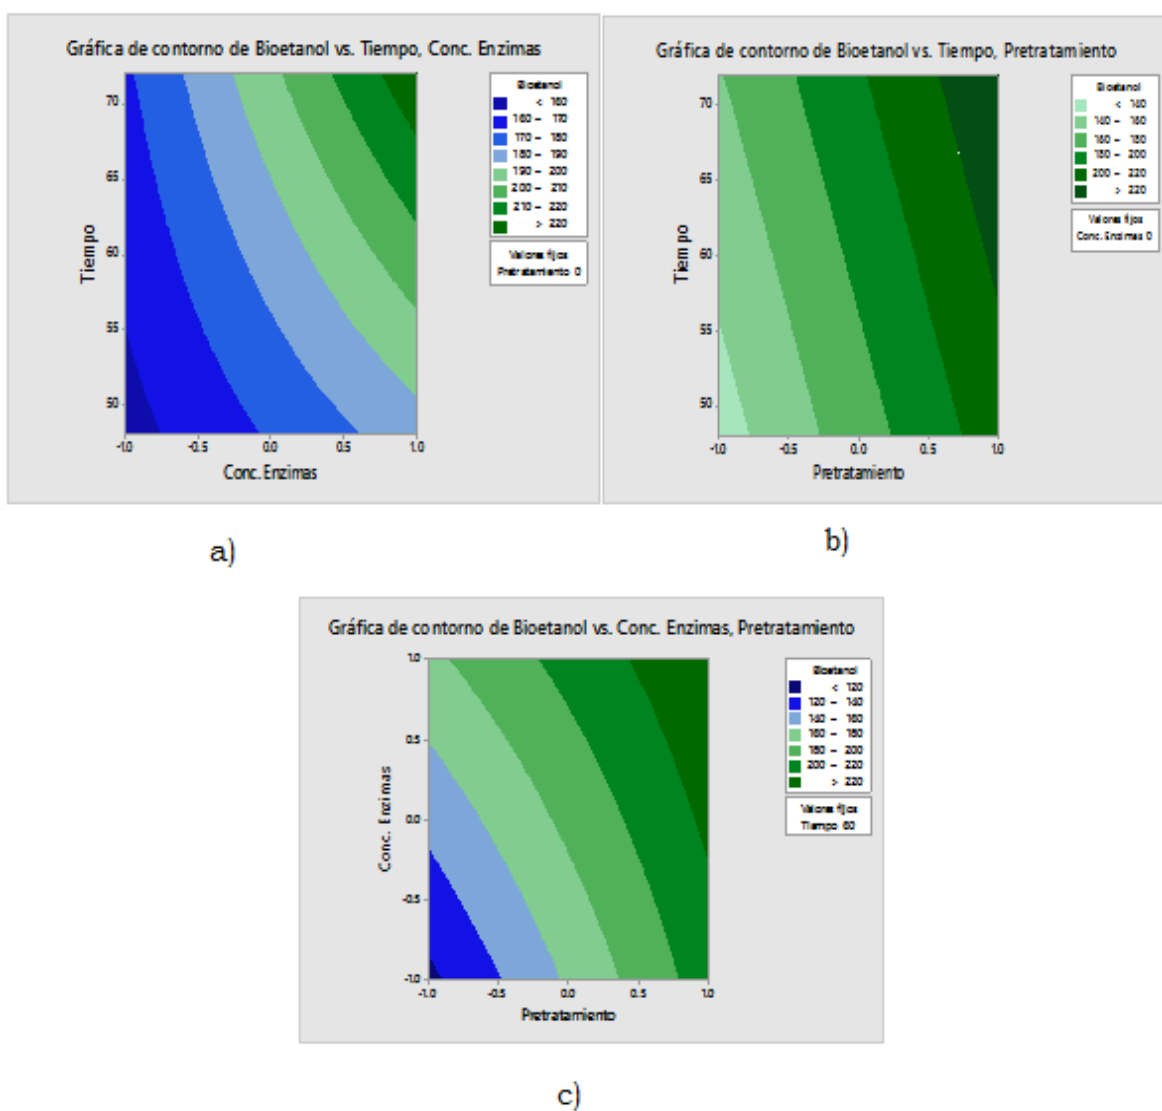 Gráfica de contorno de Bioetanol vs. Tiempo, Conc. Enzimas
Bioetanol
< 160
160 – 170
170 – 180
180 – 190
190 – 200
200 – 210
210 – 220
> 220
Valores fijos
Pretratamiento 0
Tiempo
70
65
60
55
50
-1.0 -0.5 0.0 0.5 1.0
Conc. Enzimas
a)
Gráfica de contorno de Bioetanol vs. Tiempo, Pretratamiento
Bioetanol
< 140
140 – 160
160 – 180
180 – 200
200 – 220
> 220
Valores fijos
Conc. Enzimas 0
Tiempo
70
65
60
55
50
-1.0 -0.5 0.0 0.5 1.0
Pretratamiento
b)
Gráfica de contorno de Bioetanol vs. Conc. Enzimas, Pretratamiento
Bioetanol
< 120
120 – 140
140 – 160
160 – 180
180 – 200
200 – 220
> 220
Valores fijos
Tiempo 60
Conc. Enzimas
1.0
0.5
0.0
-0.5
-1.0
-1.0 -0.5 0.0 0.5 1.0
Pretratamiento
c)